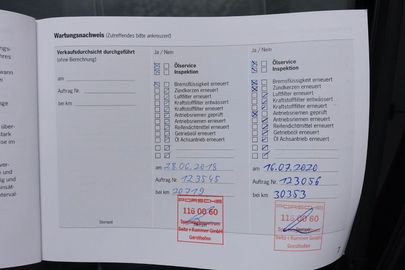 Wartungsnachweis (Zutreffendes bitte ankreuzen!)
Verkaufsdurchsicht durchgeführt
(ohne Berechnung)
am
Auftrag Nr.
bei km
Stempel
Ja / Nein
Ölservice
Inspektion
Bremsflüssigkeit erneuert
Zündkerzen erneuert
Luftfilter erneuert
Kraftstofffilter erneuert
Antriebsriemen geprüft
Antriebsriemen erneuert
Reifendichtmittel erneuert
Getriebeöl erneuert
Öl Achsantrieb erneuert
am 28.06.2018
Auftrag Nr. 123545
bei km 20719
PORSCHE
118 00 60
Seitz + Kummer GmbH
Gersthofen
Ja / Nein
Ölservice
Inspektion
Bremsflüssigkeit erneuert
Zündkerzen erneuert
Luftfilter erneuert
Kraftstofffilter erneuert
Antriebsriemen geprüft
Antriebsriemen erneuert
Reifendichtmittel erneuert
Getriebeöl erneuert
Öl Achsantrieb erneuert
am 16.07.2020
Auftrag Nr. 123056
bei km 30353
PORSCHE
118 00 60
Gersthofen
7